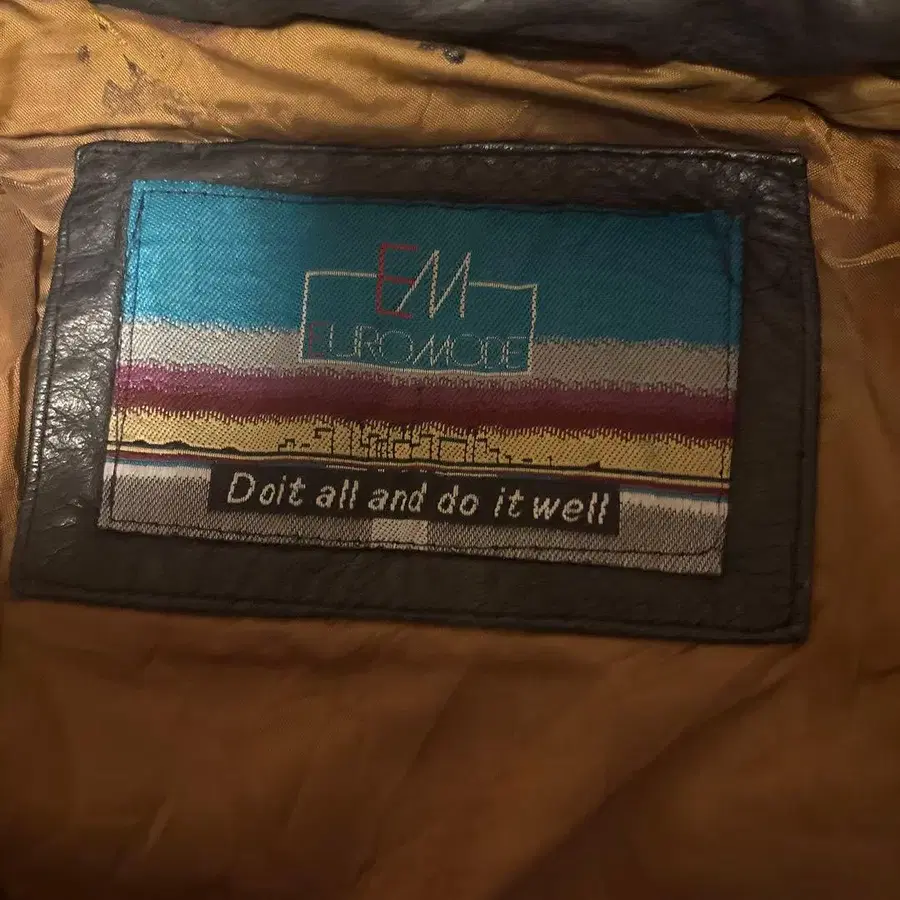 EM
EUROMODE
Doit all and do it well